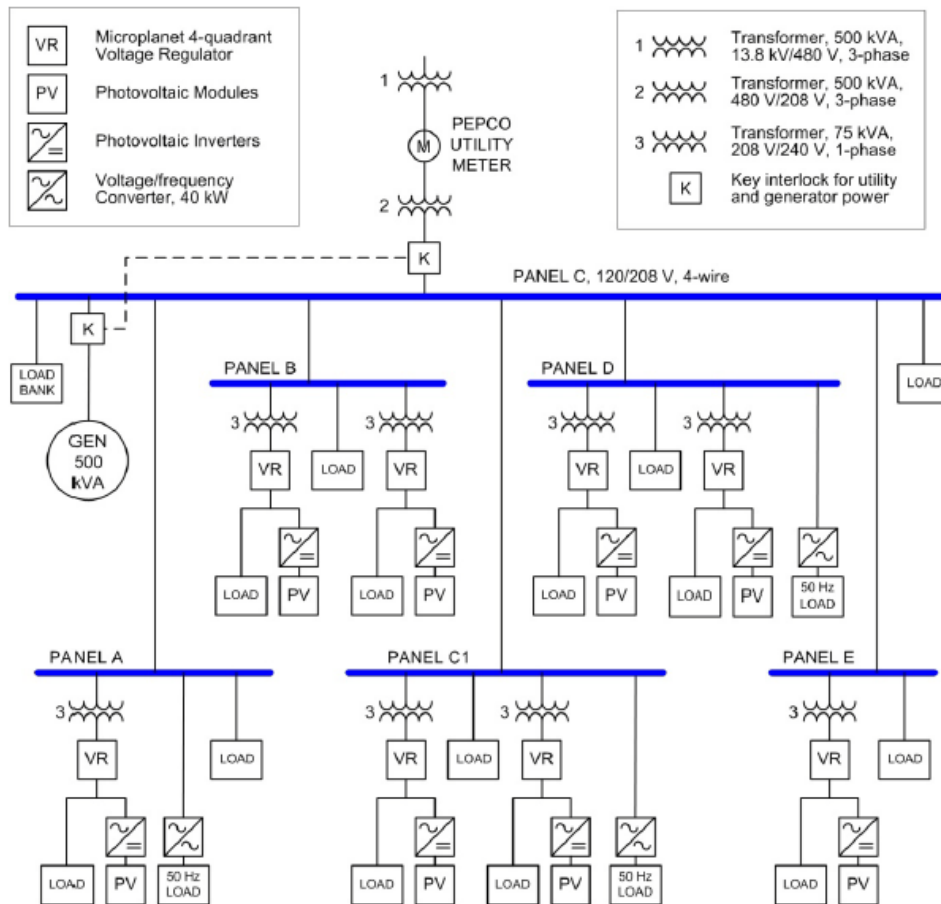 VR
Microplanet 4-quadrant
Voltage Regulator
PV
Photovoltaic Modules
Photovoltaic Inverters
Voltage/frequency
Converter, 40 kW
1
Transformer, 500 kVA,
13.8 kV/480 V, 3-phase
2
Transformer, 500 kVA,
480 V/208 V, 3-phase
3
Transformer, 75 kVA,
208 V/240 V, 1-phase
K
Key interlock for utility
and generator power
1
M
PEPCO
UTILITY
METER
2
K
PANEL C, 120/208 V, 4-wire
K
LOAD
BANK
GEN
500
kVA
LOAD
PANEL B
3
3
VR
LOAD
VR
LOAD
PV
LOAD
PV
PANEL D
3
3
VR
LOAD
VR
LOAD
PV
LOAD
PV
50 Hz
LOAD
PANEL A
3
VR
LOAD
LOAD
PV
50 Hz
LOAD
PANEL C1
3
3
VR
LOAD
VR
LOAD
PV
LOAD
PV
50 Hz
LOAD
PANEL E
3
VR
LOAD
LOAD
PV